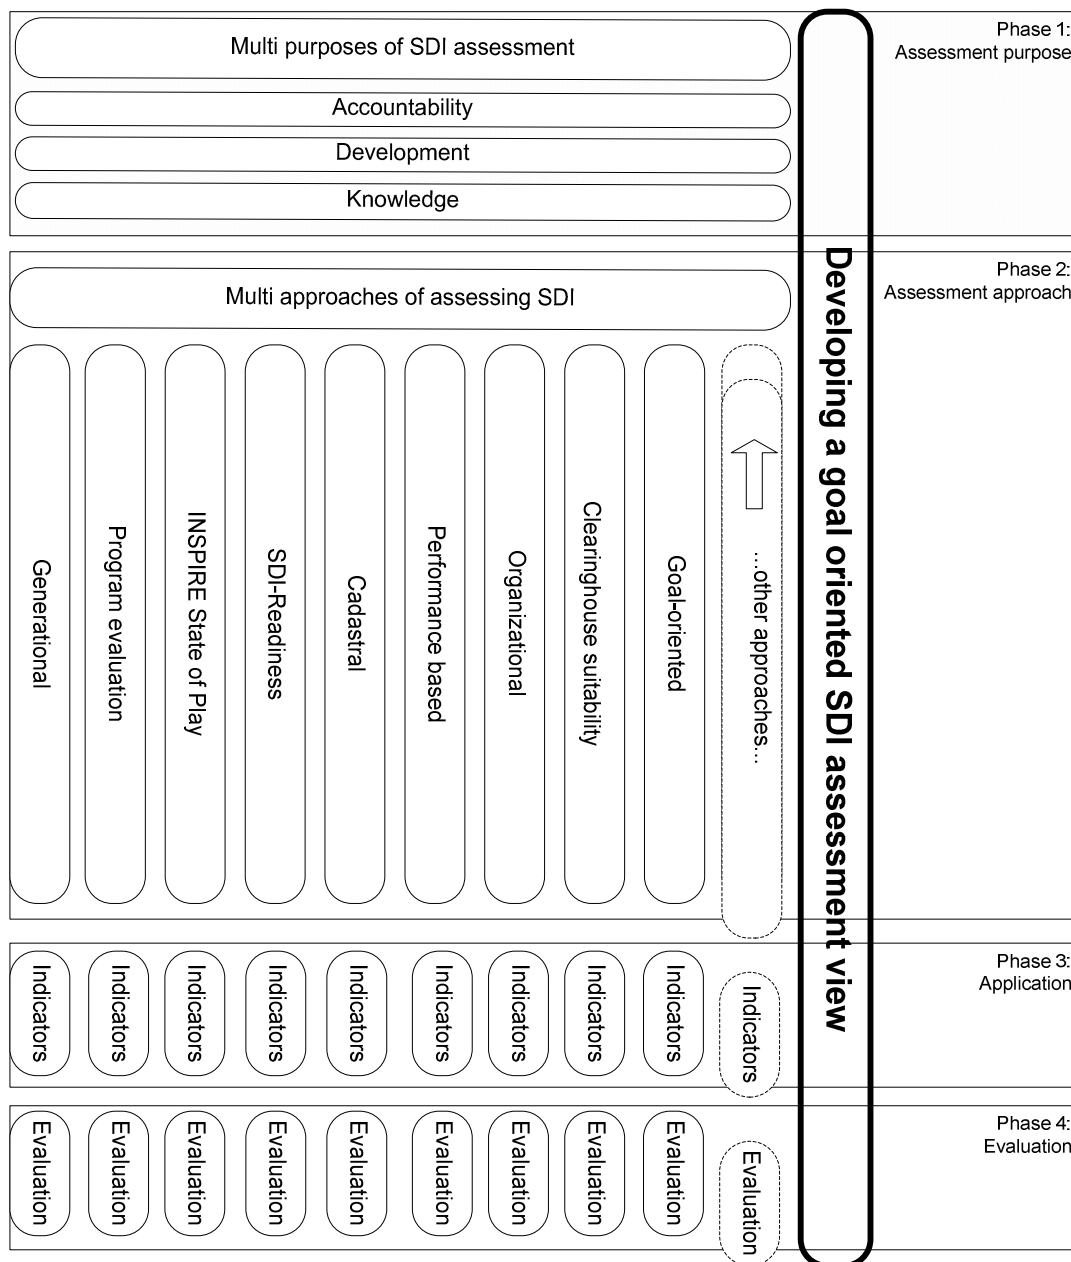 Phase 1:
Assessment purpose
Multi purposes of SDI assessment
Accountability
Development
Knowledge
Developing a goal oriented SDI assessment view
Phase 2:
Assessment approach
Multi approaches of assessing SDI
Generational
Program evaluation
INSPIRE State of Play
SDI-Readiness
Cadastral
Performance based
Organizational
Clearinghouse suitability
Goal-oriented
...other approaches...
Phase 3:
Application
Indicators
Indicators
Indicators
Indicators
Indicators
Indicators
Indicators
Indicators
Indicators
Indicators
Phase 4:
Evaluation
Evaluation
Evaluation
Evaluation
Evaluation
Evaluation
Evaluation
Evaluation
Evaluation
Evaluation
Evaluation